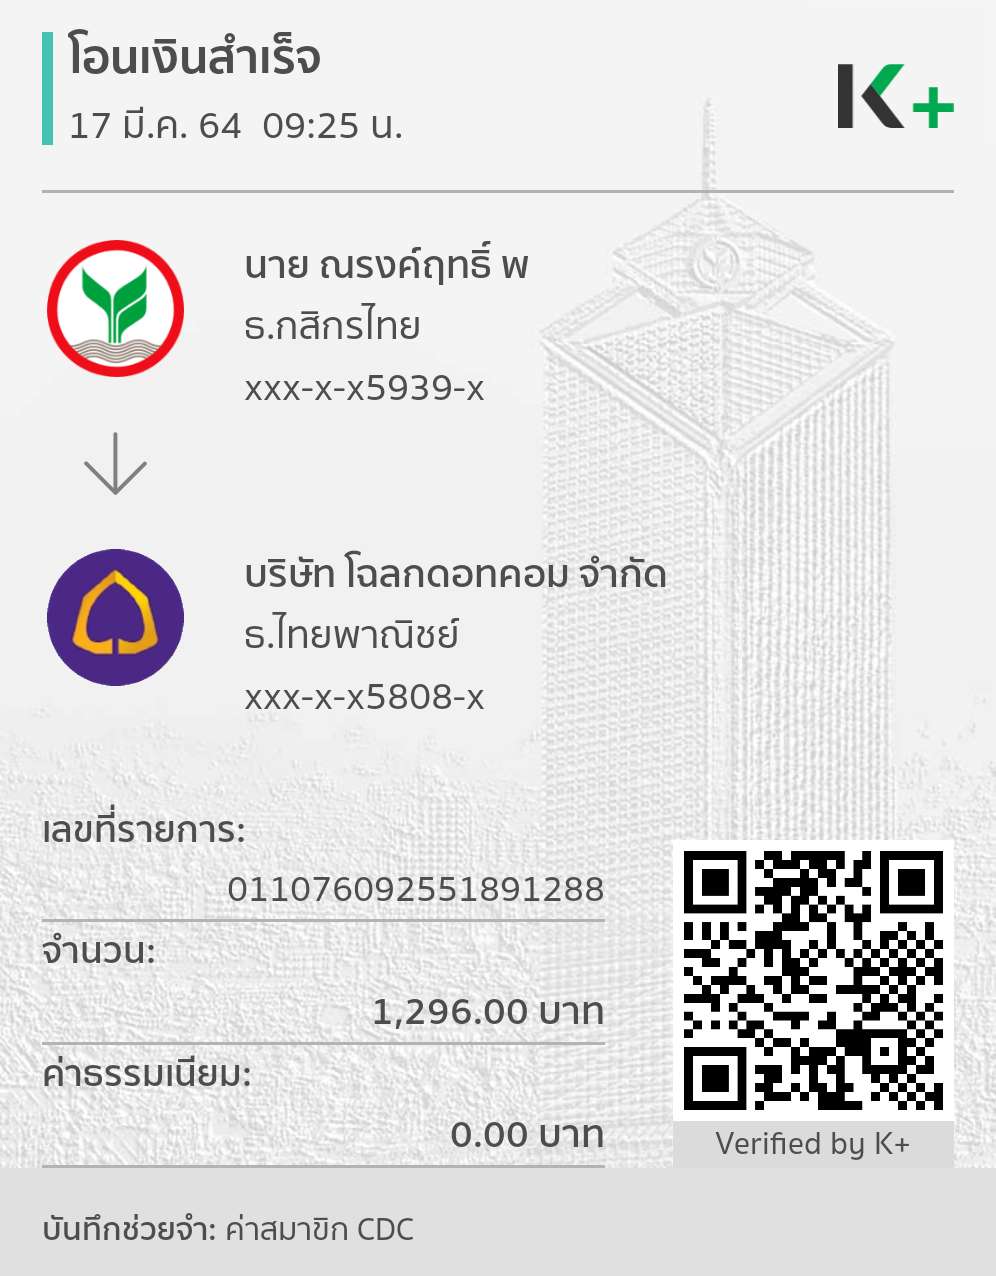 โอนเงินสำเร็จ
17 มี.ค. 64  09:25 น.
K+
นาย ณรงค์ฤทธิ์ พ
ธ.กสิกรไทย
xxx-x-x5939-x
บริษัท โฉลกดอทคอม จำกัด
ธ.ไทยพาณิชย์
xxx-x-x5808-x
เลขที่รายการ:
011076092551891288
จำนวน:
1,296.00 บาท
ค่าธรรมเนียม:
0.00 บาท
Verified by K+
บันทึกช่วยจำ: ค่าสมาขิก CDC